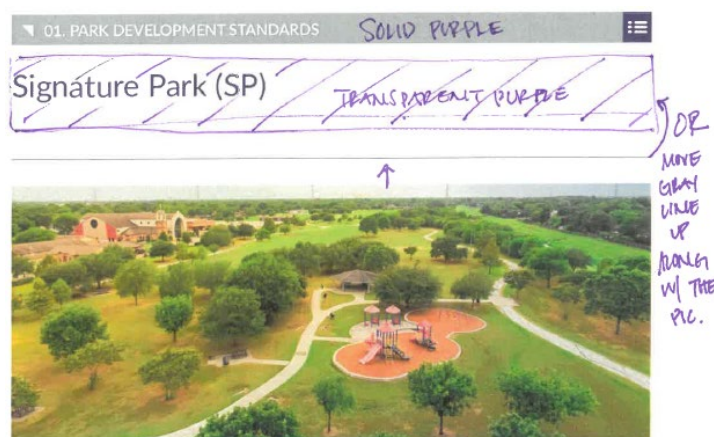 01. PARK DEVELOPMENT STANDARDS SOLID PURPLE
Signature Park (SP) TRANSPARENT PURPLE
OR
MOVE
GRAY
LINE
UP
ALONG
W/ THE
PIC.